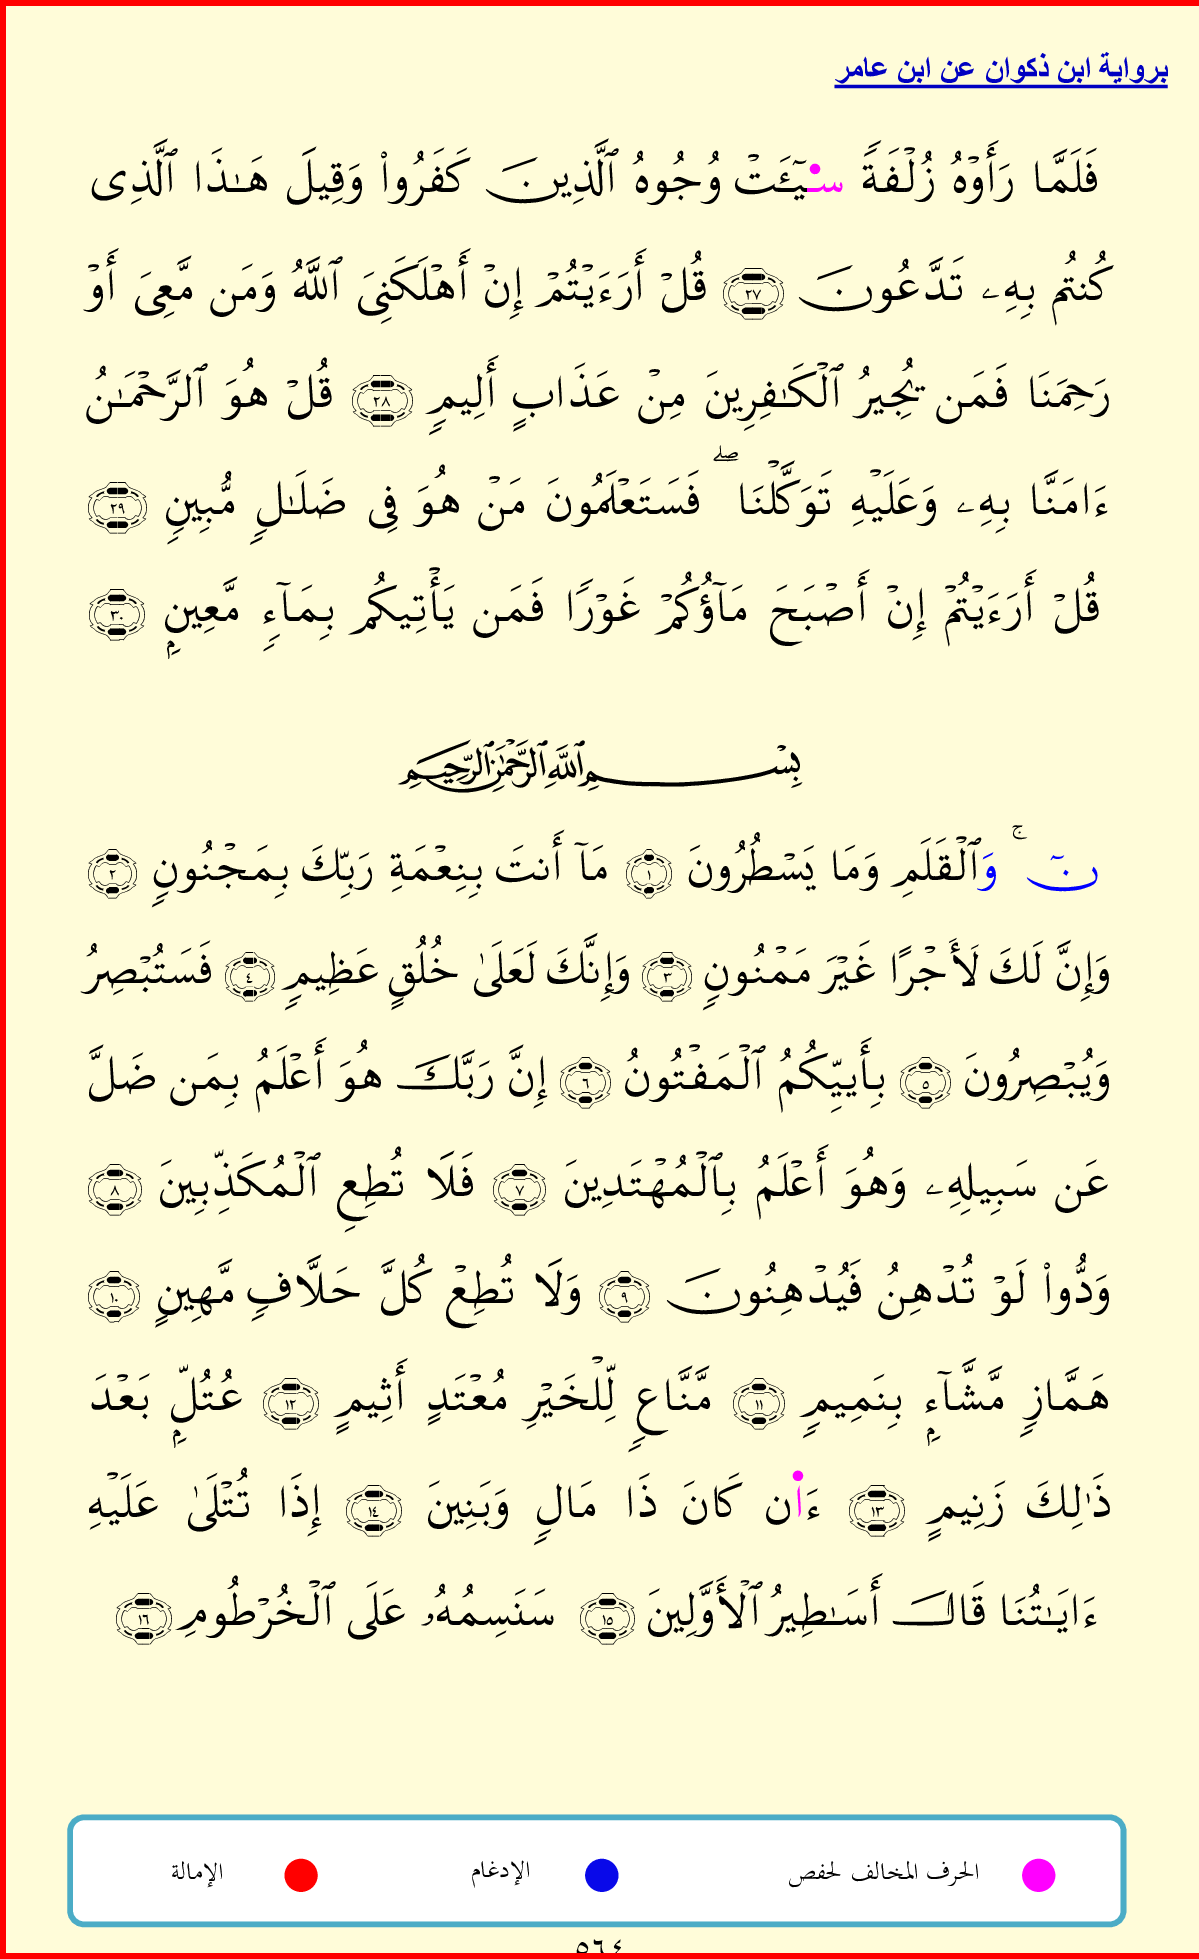 برواية ابن ذكوان عن ابن عامر
فَلَمَّا رَأَوۡهُ زُلۡفَةٗ سِيٓـَٔتۡ وُجُوهُ ٱلَّذِينَ كَفَرُواْ وَقِيلَ هَـٰذَا ٱلَّذِي
كُنتُم بِهِۦ تَدَّعُونَ ٢٧ قُلۡ أَرَءَيۡتُمۡ إِنۡ أَهۡلَكَنِيَ ٱللَّهُ وَمَن مَّعِيَ أَوۡ
رَحِمَنَا فَمَن يُجِيرُ ٱلۡكَـٰفِرِينَ مِنۡ عَذَابٍ أَلِيمٖ ٢٨ قُلۡ هُوَ ٱلرَّحۡمَـٰنُ
ءَامَنَّا بِهِۦ وَعَلَيۡهِ تَوَكَّلۡنَاۖ فَسَتَعۡلَمُونَ مَنۡ هُوَ فِي ضَلَـٰلٖ مُّبِينٖ ٢٩
قُلۡ أَرَءَيۡتُمۡ إِنۡ أَصۡبَحَ مَآؤُكُمۡ غَوۡرٗا فَمَن يَأۡتِيكُم بِمَآءٖ مَّعِينِۭ ٣٠
بِسۡمِ ٱللَّهِ ٱلرَّحۡمَـٰنِ ٱلرَّحِيمِ
نٓۚ وَٱلۡقَلَمِ وَمَا يَسۡطُرُونَ ١ مَآ أَنتَ بِنِعۡمَةِ رَبِّكَ بِمَجۡنُونٖ ٢
وَإِنَّ لَكَ لَأَجۡرًا غَيۡرَ مَمۡنُونٖ ٣ وَإِنَّكَ لَعَلَىٰ خُلُقٍ عَظِيمٖ ٤ فَسَتُبۡصِرُ
وَيُبۡصِرُونَ ٥ بِأَييِّكُمُ ٱلۡمَفۡتُونُ ٦ إِنَّ رَبَّكَ هُوَ أَعۡلَمُ بِمَن ضَلَّ
عَن سَبِيلِهِۦ وَهُوَ أَعۡلَمُ بِٱلۡمُهۡتَدِينَ ٧ فَلَا تُطِعِ ٱلۡمُكَذِّبِينَ ٨
وَدُّواْ لَوۡ تُدۡهِنُ فَيُدۡهِنُونَ ٩ وَلَا تُطِعۡ كُلَّ حَلَّافٖ مَّهِينٍ ١٠
هَمَّازٖ مَّشَّآءِۭ بِنَمِيمٖ ١١ مَّنَّاعٖ لِّلۡخَيۡرِ مُعۡتَدٍ أَثِيمٍ ١٢ عُتُلِّۭ بَعۡدَ
ذَٰلِكَ زَنِيمٍ ١٣ ءَا۬ن كَانَ ذَا مَالٖ وَبَنِينَ ١٤ إِذَا تُتۡلَىٰ عَلَيۡهِ
ءَايَـٰتُنَا قَالَ أَسَـٰطِيرُ ٱلۡأَوَّلِينَ ١٥ سَنَسِمُهُۥ عَلَى ٱلۡخُرۡطُومِ ١٦
الحرف المخالف لحفص الإدغام الإمالة
٥٦٤